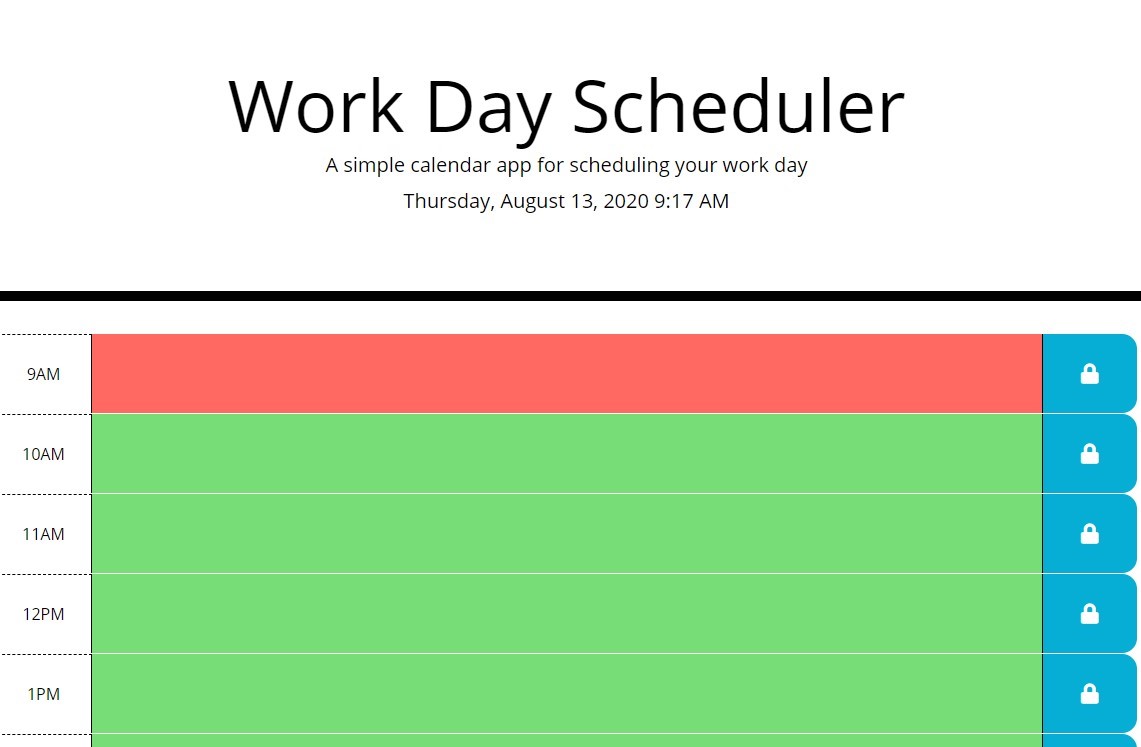 Work Day Scheduler
A simple calendar app for scheduling your work day
Thursday, August 13, 2020 9:17 AM
9AM
10AM
11AM
12PM
1PM